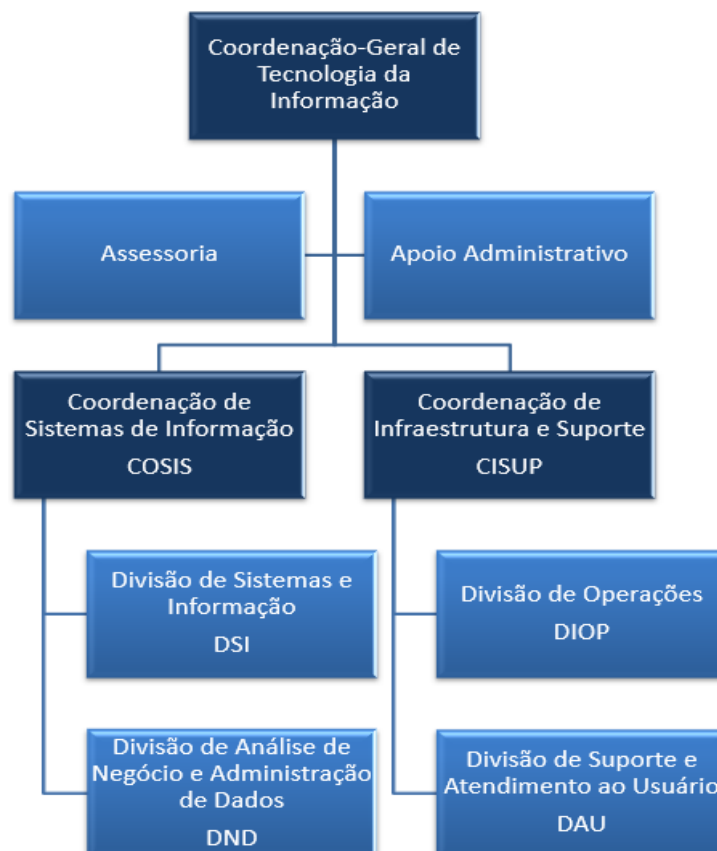 Coordenação-Geral de
Tecnologia da
Informação
Assessoria
Apoio Administrativo
Coordenação de
Sistemas de Informação
COSIS
Coordenação de
Infraestrutura e Suporte
CISUP
Divisão de Sistemas e
Informação
DSI
Divisão de Operações
DIOP
Divisão de Análise de
Negócio e Administração
de Dados
DND
Divisão de Suporte e
Atendimento ao Usuário
DAU